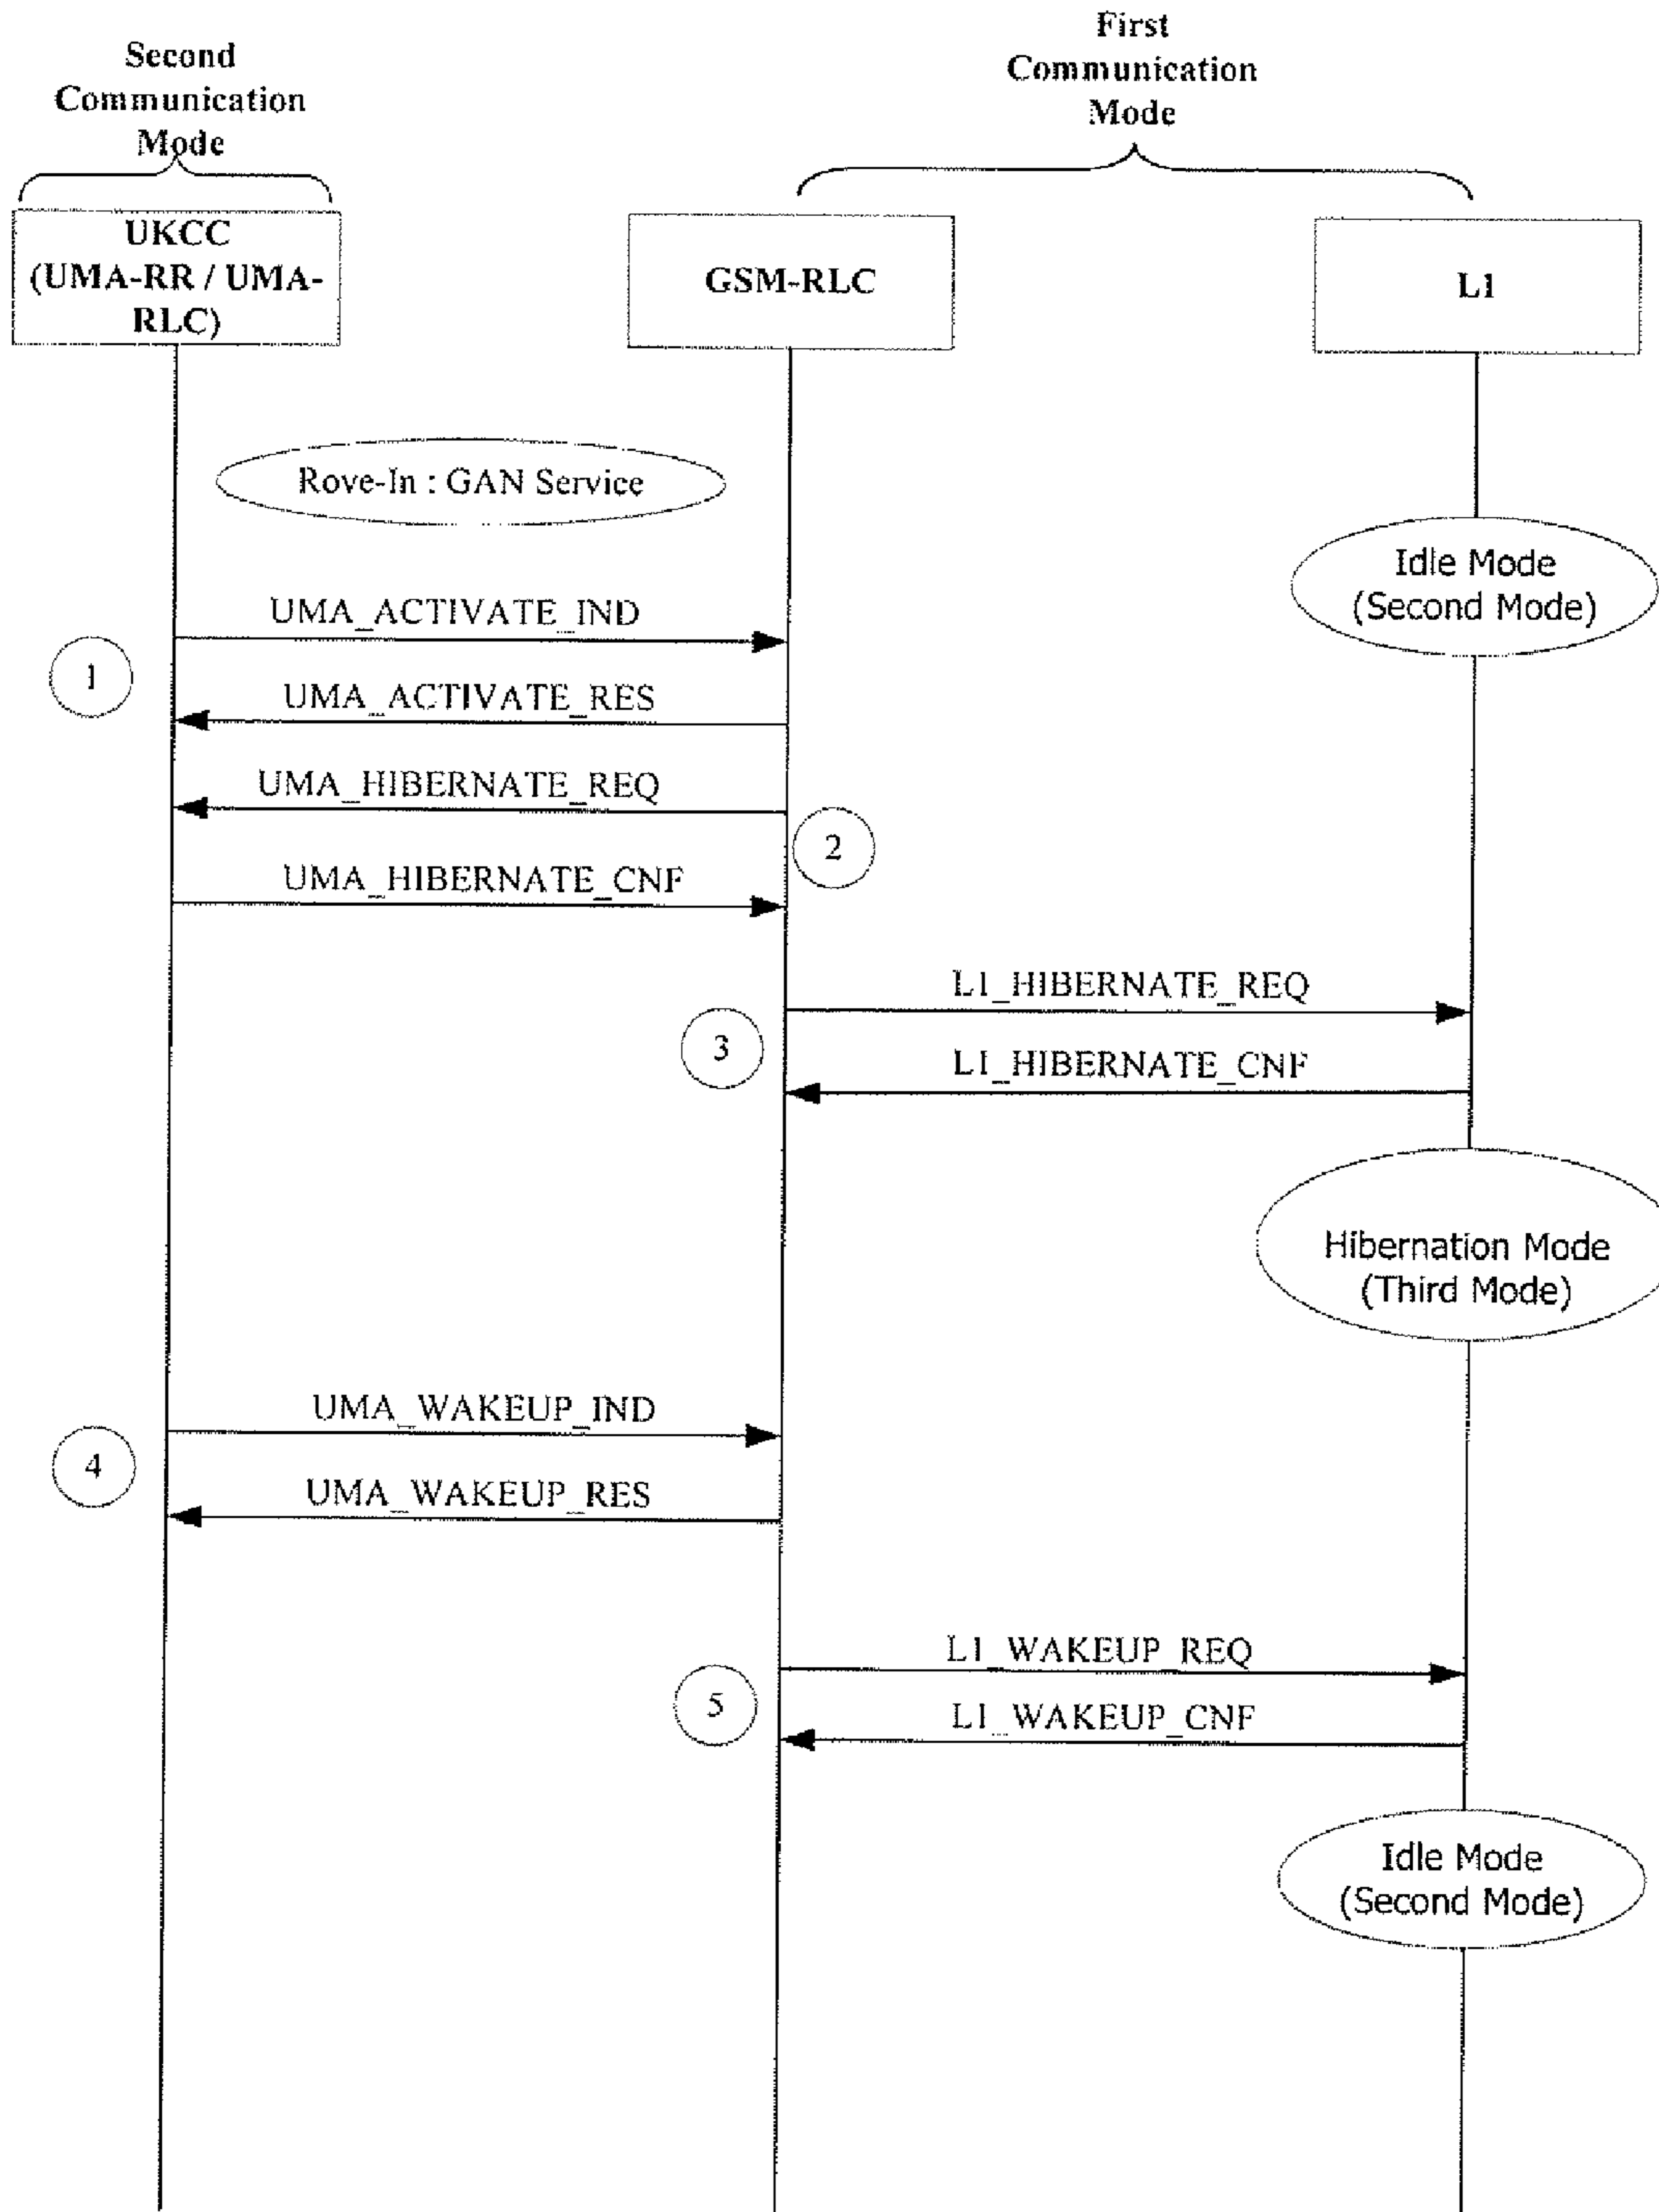 Second
Communication
Mode
First
Communication
Mode
UKCC
(UMA-RR / UMA-
RLC)
GSM-RLC
L1
Rove-In : GAN Service
Idle Mode
(Second Mode)
UMA_ACTIVATE_IND
1
UMA_ACTIVATE_RES
UMA_HIBERNATE_REQ
2
UMA_HIBERNATE_CNF
L1_HIBERNATE_REQ
3
L1_HIBERNATE_CNF
Hibernation Mode
(Third Mode)
UMA_WAKEUP_IND
4
UMA_WAKEUP_RES
L1_WAKEUP_REQ
5
L1_WAKEUP_CNF
Idle Mode
(Second Mode)